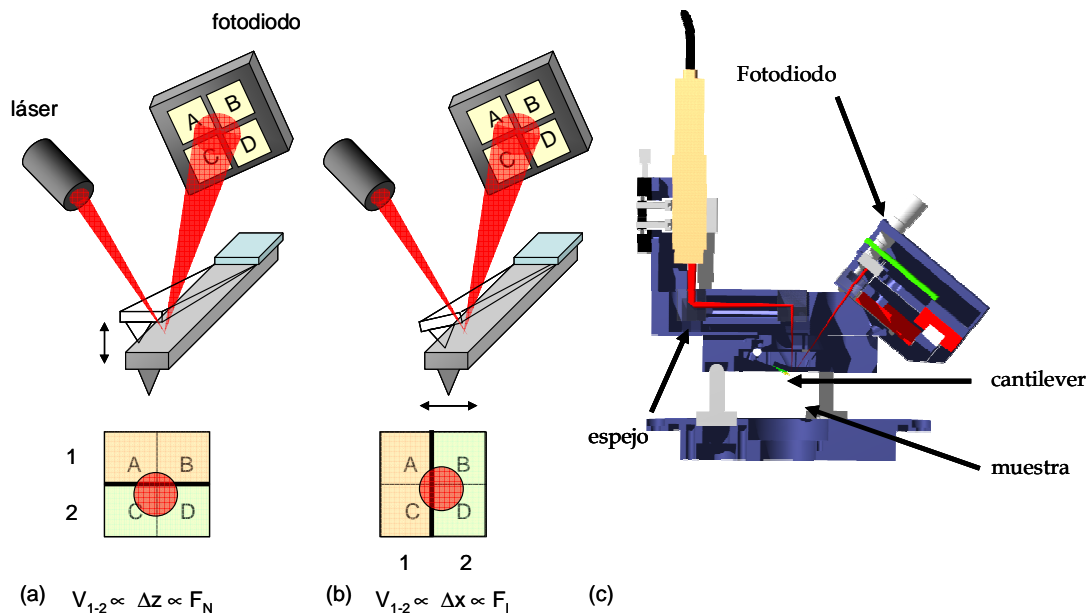 fotodiodo
láser
A
B
C
D
1
A B
2
C D
(a) V1-2 ∝ Δz ∝ FN
A
B
C
D
A B
C D
1 2
(b) V1-2 ∝ Δx ∝ Fl
Fotodiodo
cantilever
espejo
muestra
(c)